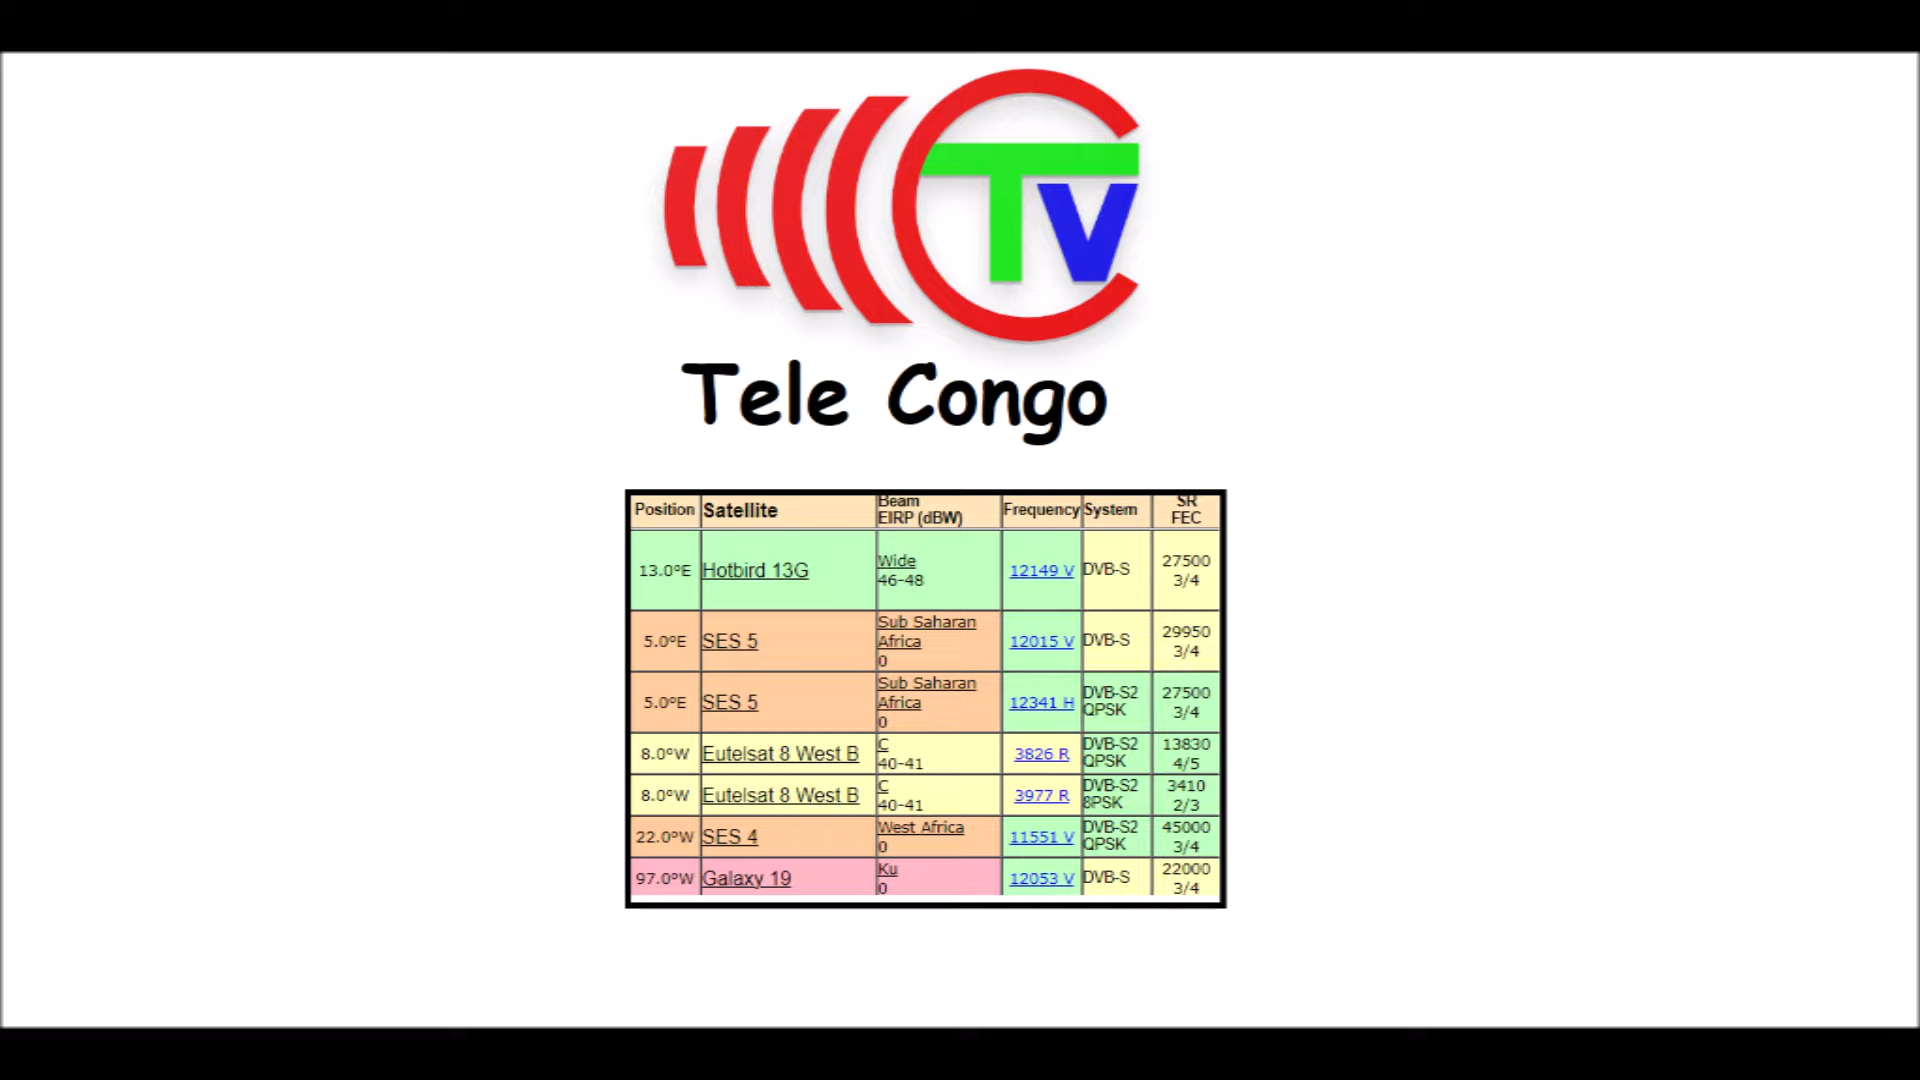 TV
Tele Congo
Position Satellite Beam EIRP (dBW) Frequency System SR FEC
13.0°E Hotbird 13G Wide 46-48 12149 V DVB-S 27500 3/4
5.0°E SES 5 Sub Saharan Africa 0 12015 V DVB-S 29950 3/4
5.0°E SES 5 Sub Saharan Africa 0 12341 H DVB-S2 QPSK 27500 3/4
8.0°W Eutelsat 8 West B C 40-41 3826 R DVB-S2 QPSK 13830 4/5
8.0°W Eutelsat 8 West B C 40-41 3977 R DVB-S2 8PSK 3410 2/3
22.0°W SES 4 West Africa 0 11551 V DVB-S2 QPSK 45000 3/4
97.0°W Galaxy 19 Ku 0 12053 V DVB-S 22000 3/4